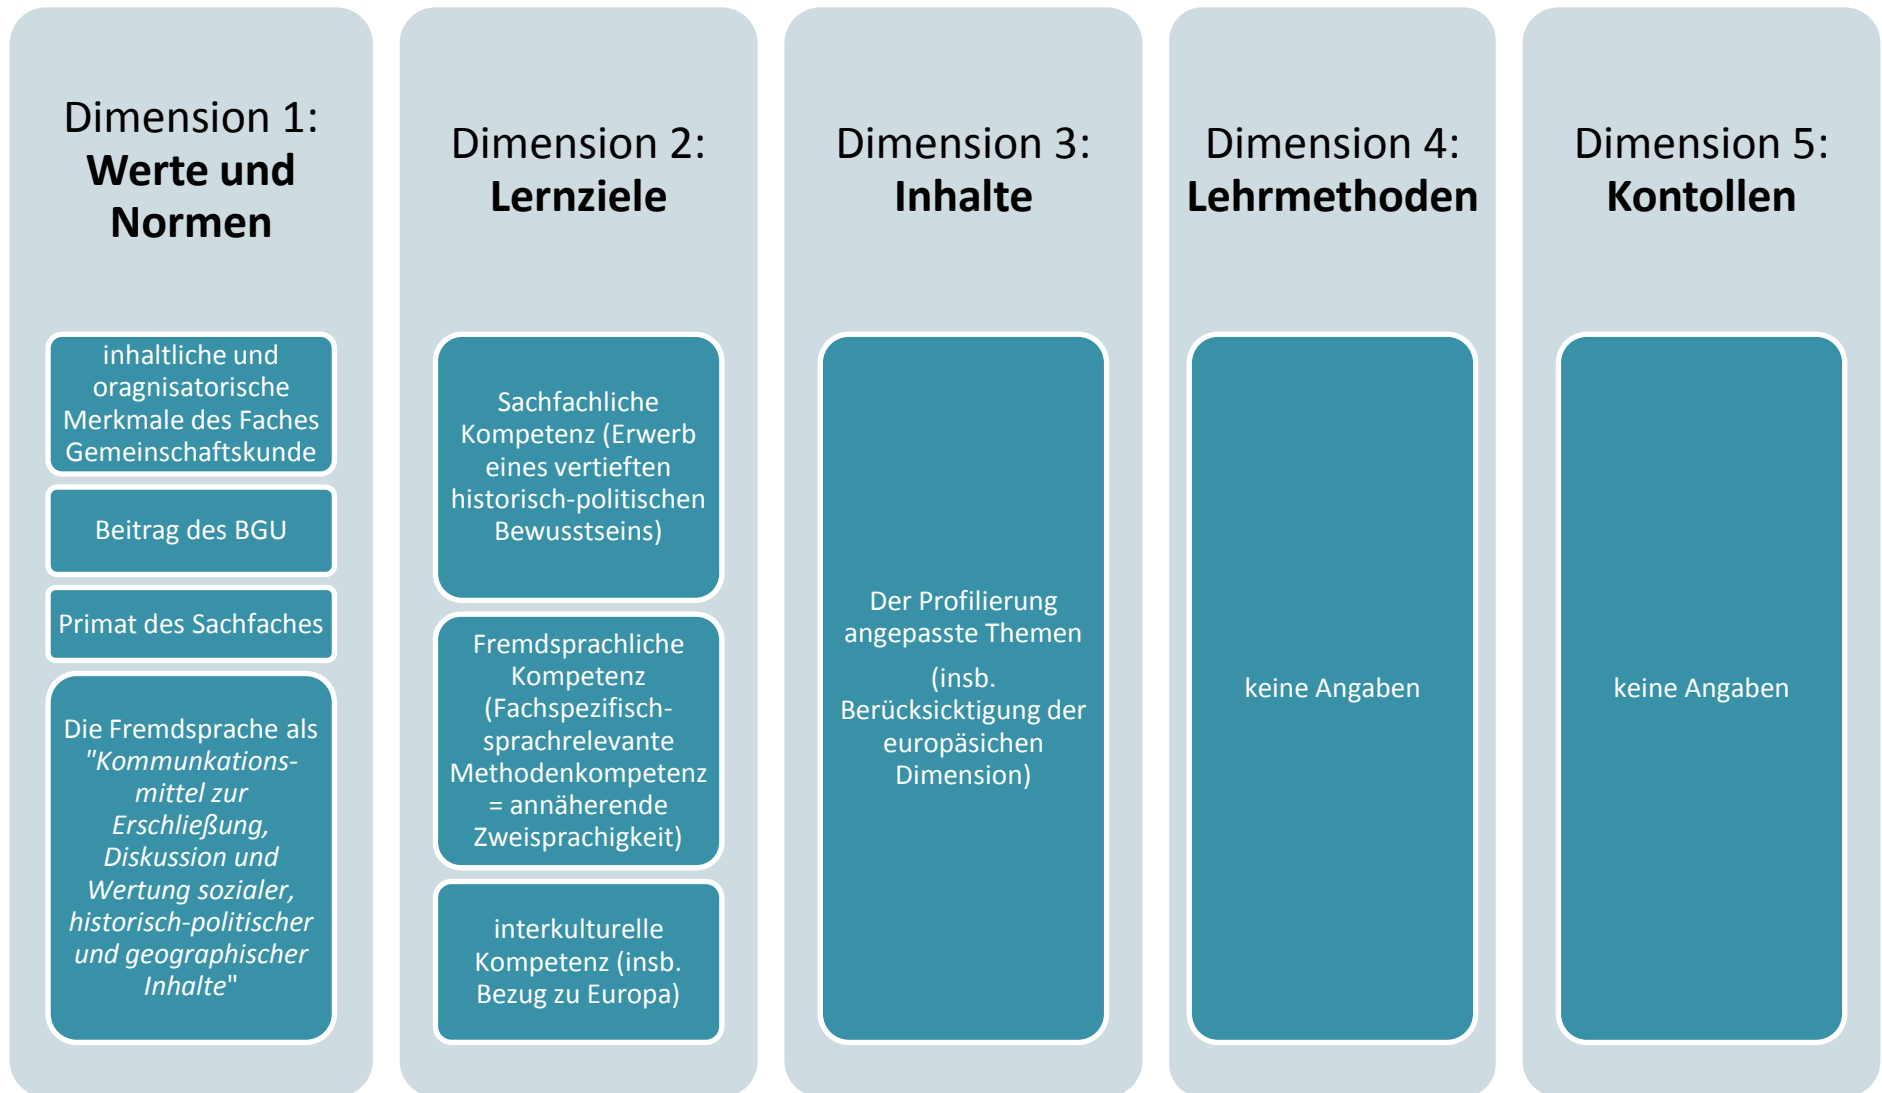 Dimension 1:
Werte und
Normen
inhaltliche und
oragnisatorische
Merkmale des Faches
Gemeinschaftskunde
Beitrag des BGU
Primat des Sachfaches
Die Fremdsprache als
"Kommunkations-
mittel zur
Erschließung,
Diskussion und
Wertung sozialer,
historisch-politischer
und geographischer
Inhalte"
Dimension 2:
Lernziele
Sachfachliche
Kompetenz (Erwerb
eines vertieften
historisch-politischen
Bewusstseins)
Fremdsprachliche
Kompetenz
(Fachspezifisch-
sprachrelevante
Methodenkompetenz
= annäherende
Zweisprachigkeit)
interkulturelle
Kompetenz (insb.
Bezug zu Europa)
Dimension 3:
Inhalte
Der Profilierung
angepasste Themen
(insb.
Berücksicktigung der
europäsichen
Dimension)
Dimension 4:
Lehrmethoden
keine Angaben
Dimension 5:
Kontollen
keine Angaben